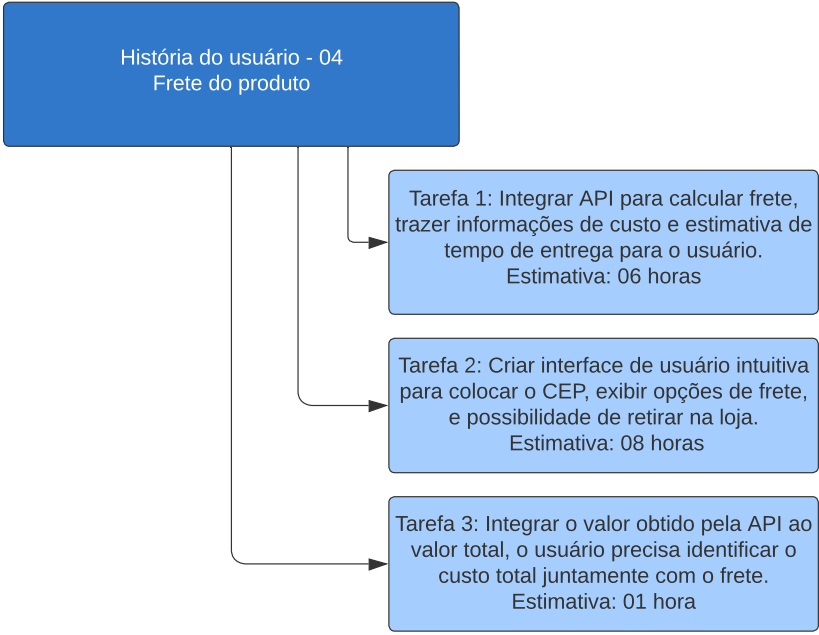 História do usuário - 04
Frete do produto
Tarefa 1: Integrar API para calcular frete,
trazer informações de custo e estimativa de
tempo de entrega para o usuário.
Estimativa: 06 horas
Tarefa 2: Criar interface de usuário intuitiva
para colocar o CEP, exibir opções de frete,
e possibilidade de retirar na loja.
Estimativa: 08 horas
Tarefa 3: Integrar o valor obtido pela API ao
valor total, o usuário precisa identificar o
custo total juntamente com o frete.
Estimativa: 01 hora